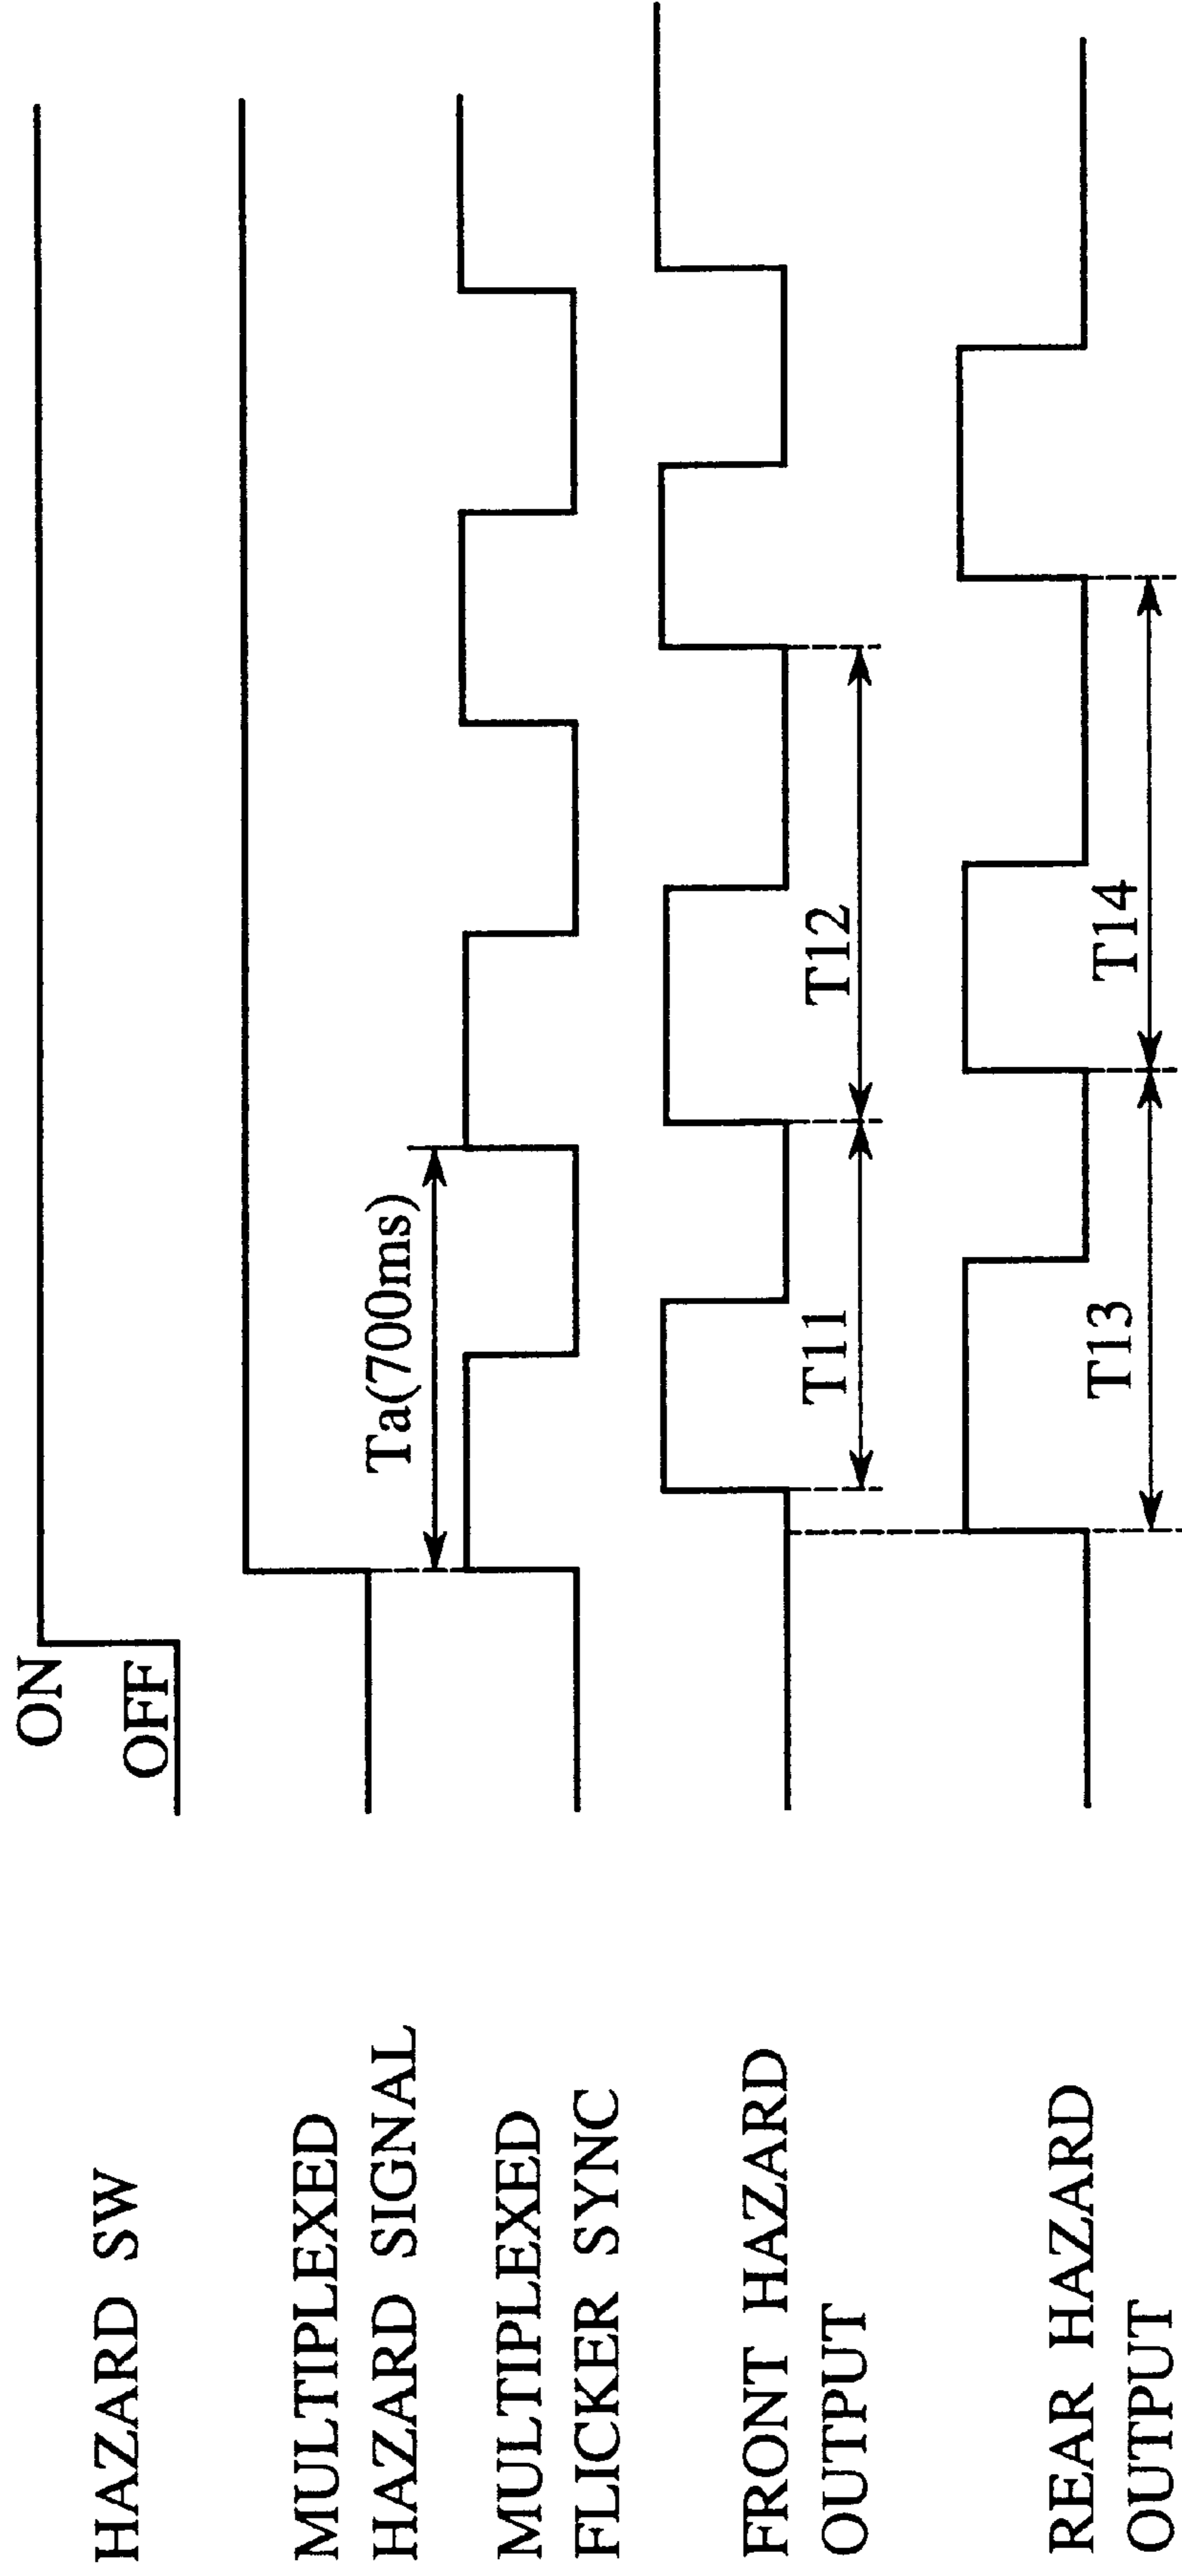 HAZARD SW
ON
OFF
MULTIPLEXED
HAZARD SIGNAL
MULTIPLEXED
FLICKER SYNC
Ta(700ms)
FRONT HAZARD
OUTPUT
T11
T12
REAR HAZARD
OUTPUT
T13
T14